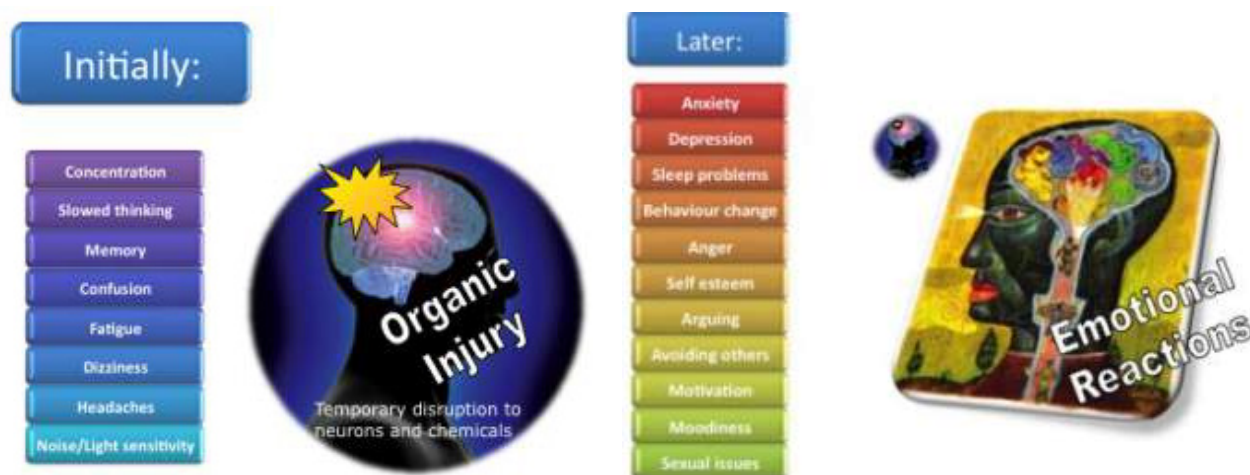 Initially:
Concentration
Slowed thinking
Memory
Confusion
Fatigue
Dizziness
Headaches
Noise/Light sensitivity
Organic
Injury
Temporary disruption to
neurons and chemicals
Later:
Anxiety
Depression
Sleep problems
Behaviour change
Anger
Self esteem
Arguing
Avoiding others
Motivation
Moodiness
Sexual issues
Emotional
Reactions